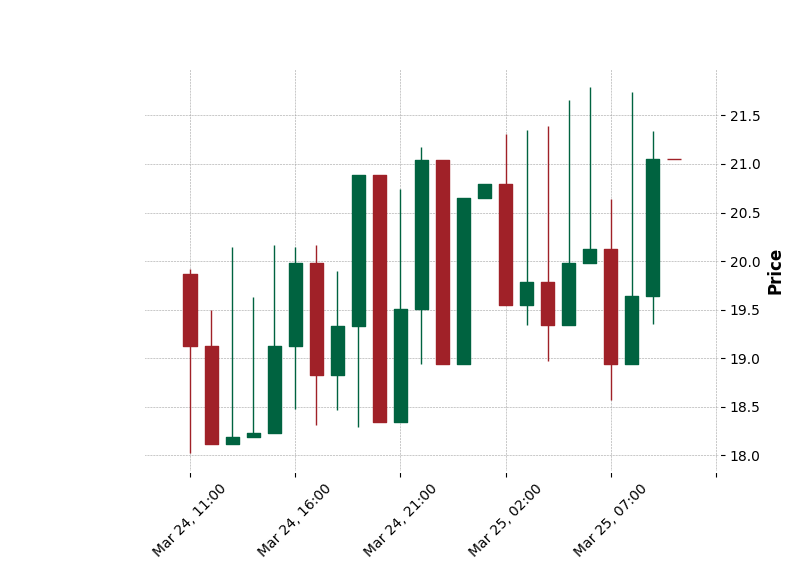 21.5
21.0
20.5
20.0
19.5
19.0
18.5
18.0
Price
Mar 24, 11:00
Mar 24, 16:00
Mar 24, 21:00
Mar 25, 02:00
Mar 25, 07:00